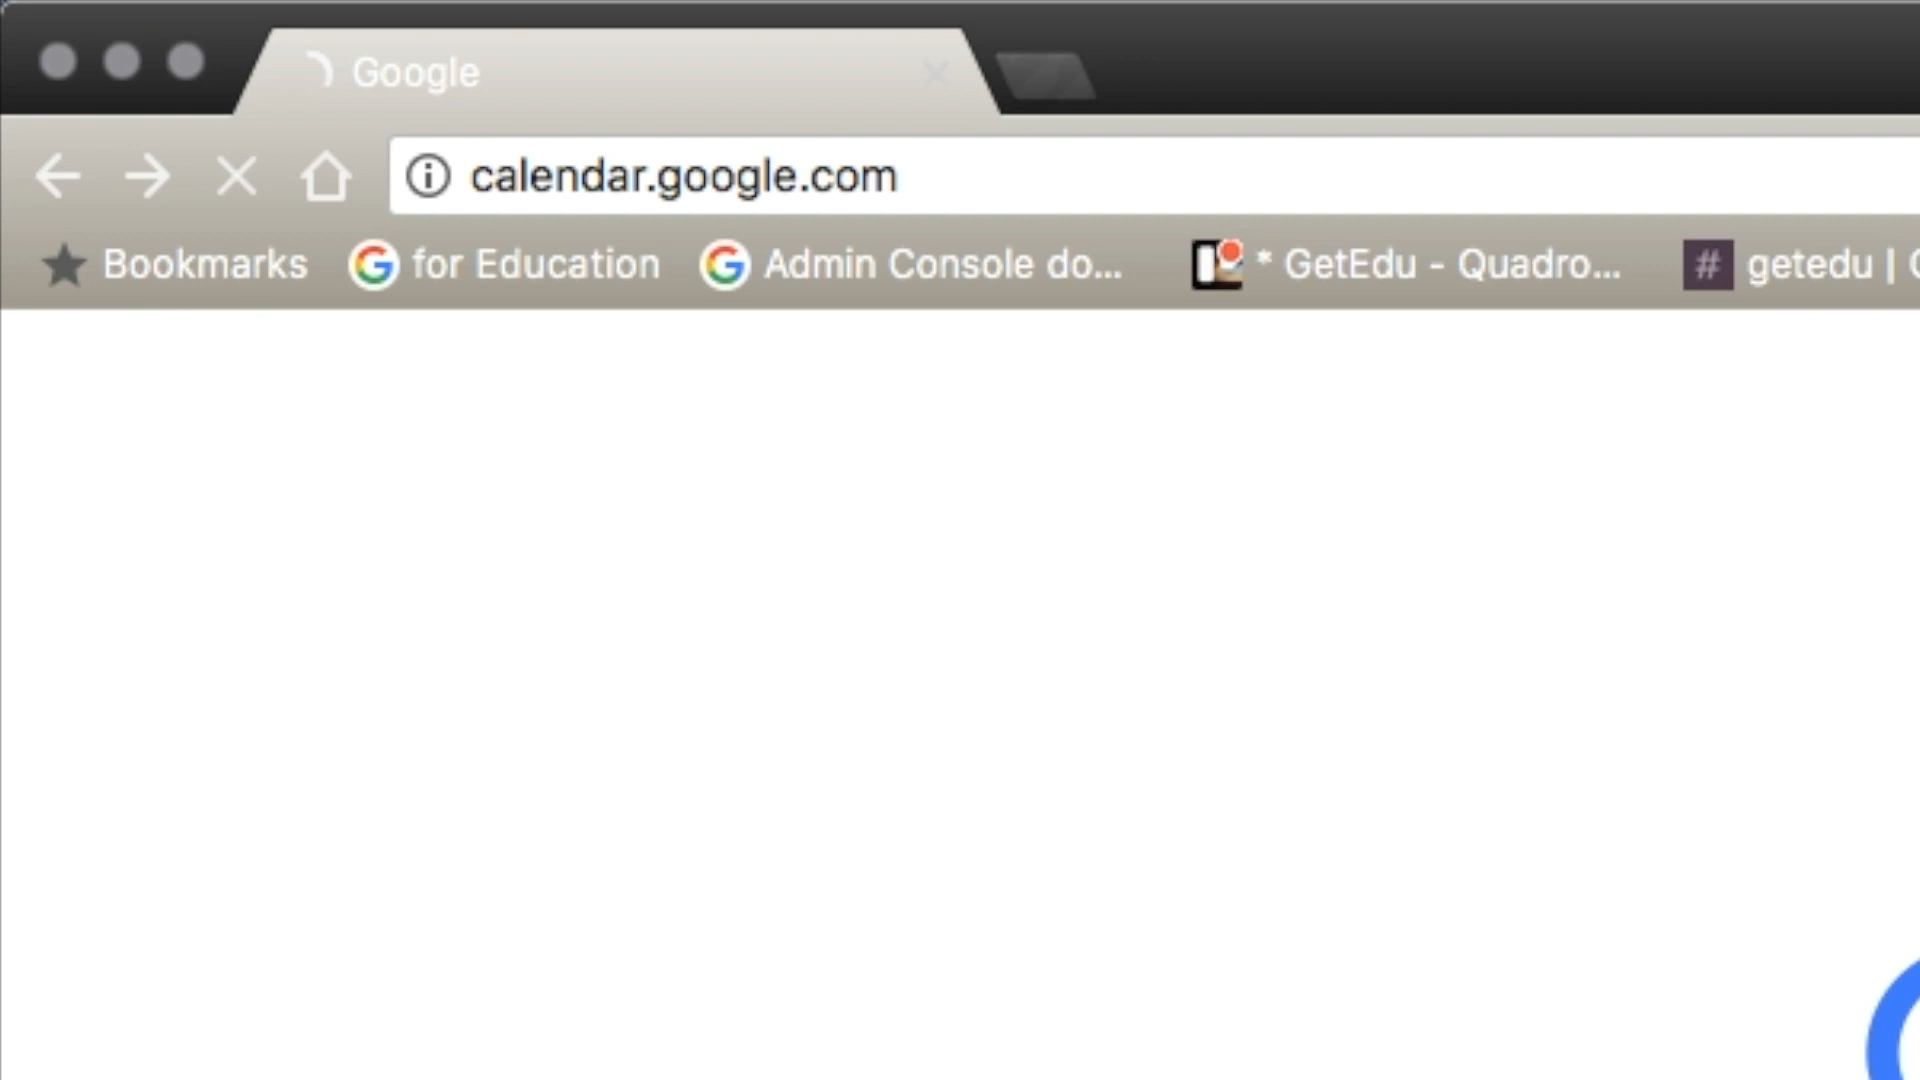 Google
calendar.google.com
Bookmarks for Education Admin Console do... * GetEdu - Quadro... # getedu |